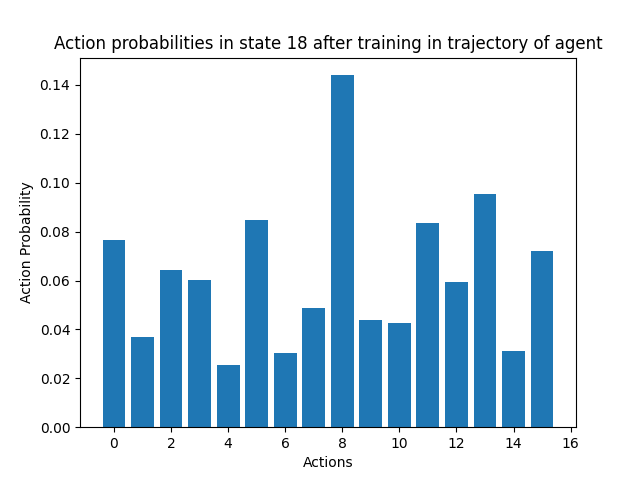 Action probabilities in state 18 after training in trajectory of agent
0.14
0.12
0.10
0.08
0.06
0.04
0.02
0.00
Action Probability
0 2 4 6 8 10 12 14 16
Actions